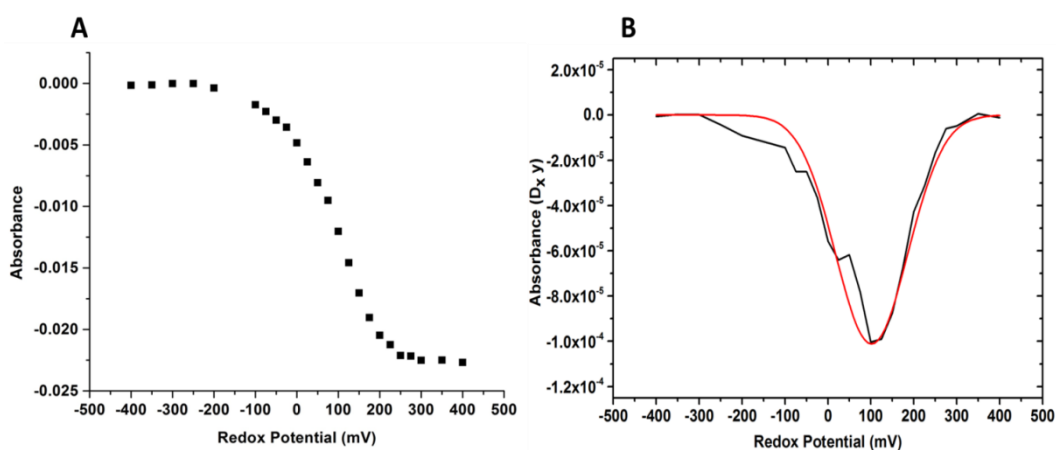 A
0.000
-0.005
-0.010
-0.015
-0.020
-0.025
Absorbance
-500 -400 -300 -200 -100 0 100 200 300 400 500
Redox Potential (mV)
B
2.0x10⁻⁵
0.0
-2.0x10⁻⁵
-4.0x10⁻⁵
-6.0x10⁻⁵
-8.0x10⁻⁵
-1.0x10⁻⁴
-1.2x10⁻⁴
Absorbance (Dₓ y)
-500 -400 -300 -200 -100 0 100 200 300 400 500
Redox Potential (mV)